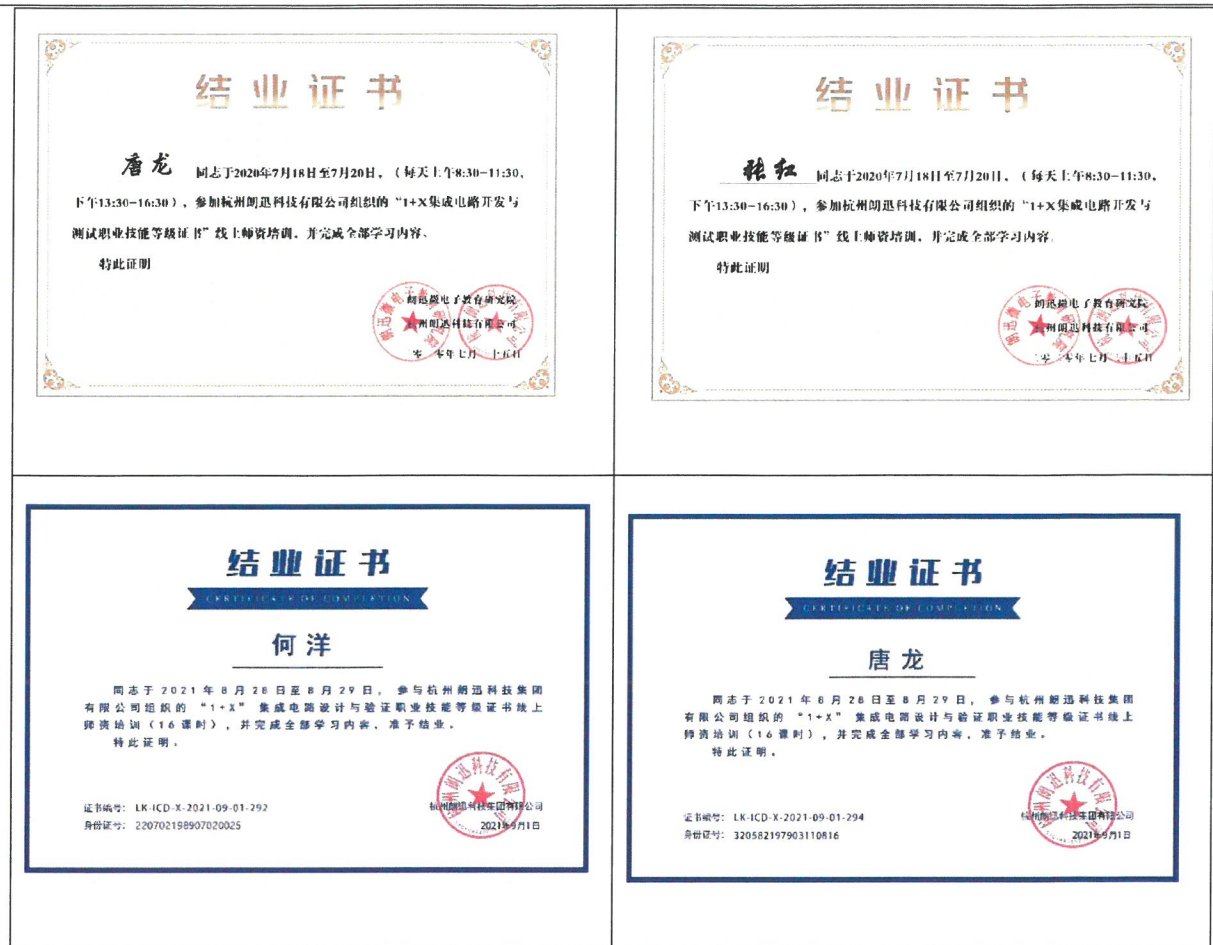 结业证书
唐龙 同志于2020年7月18日至7月20日,(每天上午8:30-11:30,
下午13:30-16:30),参加杭州朗迅科技有限公司组织的“1+X集成电路开发与
测试职业技能等级证书”线上师资培训,并完成全部学习内容、
特此证明
朗迅微电子教育研究院
杭州朗迅科技有限公司
结业证书
张红 同志于2020年7月18日至7月20日,(每天上午8:30-11:30,
下午13:30-16:30),参加杭州朗迅科技有限公司组织的“1+X集成电路开发与
测试职业技能等级证书”线上师资培训,并完成全部学习内容.
特此证明
朗迅微电子教育研究院
杭州朗迅科技有限公司
结业证书
CERTIFICATE OF COMPLETION
何洋
同志于2021年8月28日至8月29日,参与杭州朗迅科技集团
有限公司组织的“1+X”集成电路设计与验证职业技能等级证书线上
师资培训(16课时),并完成全部学习内容,准予结业。
特此证明。
证书编号: LK-ICD-X-2021-09-01-292
杭州朗迅科技集团有限公司
身份证号: 220702198907020025
2021年9月1日
结业证书
CERTIFICATE OF COMPLETION
唐龙
同志于2021年8月28日至8月29日,参与杭州朗迅科技集团
有限公司组织的“1+X”集成电路设计与验证职业技能等级证书线上
师资培训(16课时),并完成全部学习内容,准予结业。
特此证明。
证书编号: LK-ICD-X-2021-09-01-294
杭州朗迅科技集团有限公司
身份证号: 320582197903110816
2021年9月1日